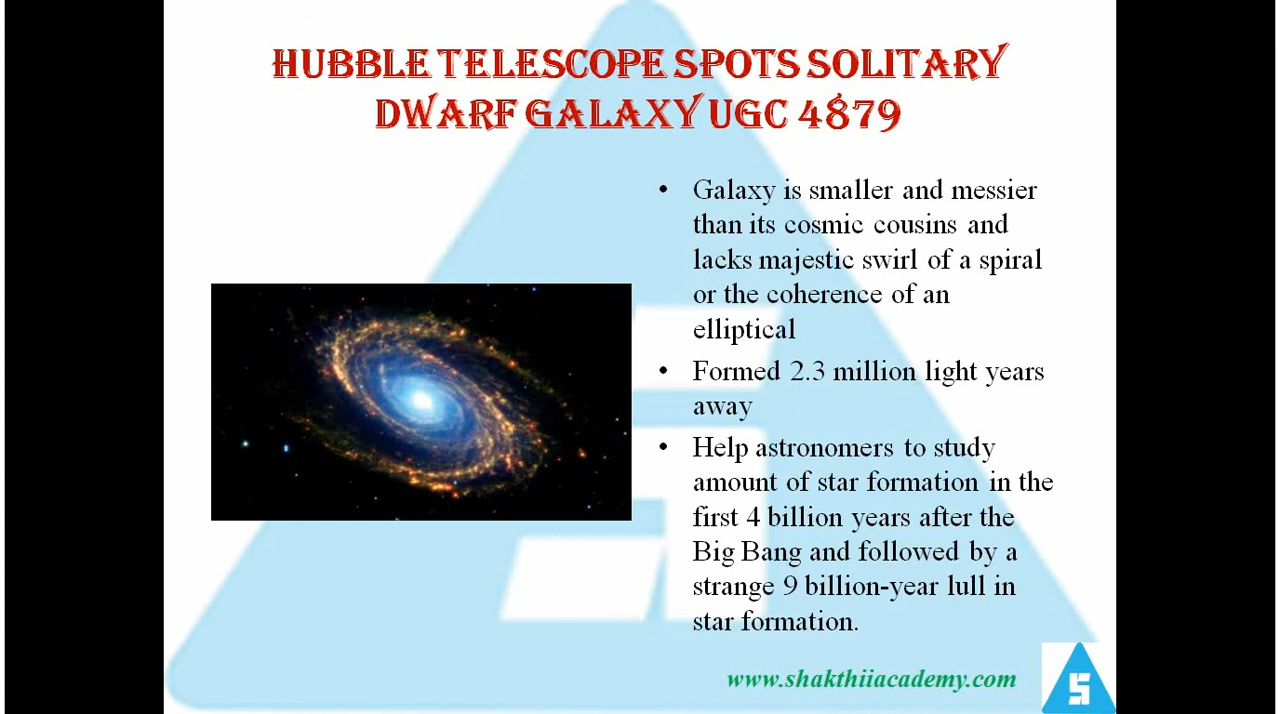 HUBBLE TELESCOPE SPOTS SOLITARY
DWARF GALAXY UGC 4879
• Galaxy is smaller and messier
than its cosmic cousins and
lacks majestic swirl of a spiral
or the coherence of an
elliptical
• Formed 2.3 million light years
away
• Help astronomers to study
amount of star formation in the
first 4 billion years after the
Big Bang and followed by a
strange 9 billion-year lull in
star formation.
www.shakthiiacademy.com
S